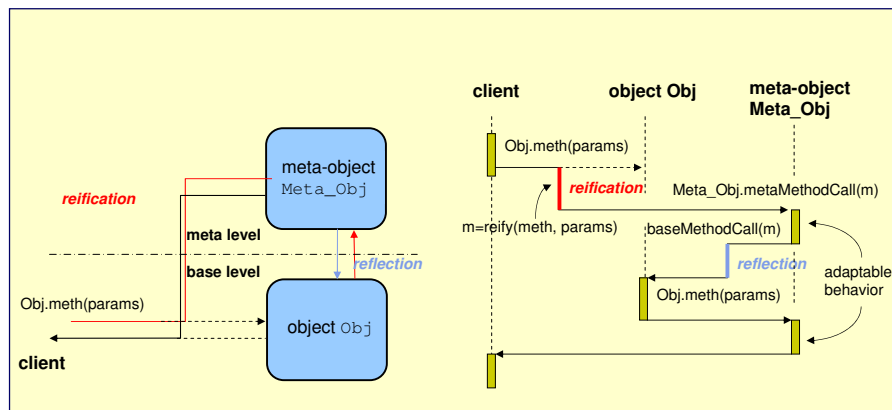 meta-object
Meta_Obj
reification
meta level
base level
reflection
Obj.meth(params)
object Obj
client
client
object Obj
meta-object
Meta_Obj
Obj.meth(params)
reification
Meta_Obj.metaMethodCall(m)
m=reify(meth, params)
baseMethodCall(m)
reflection
adaptable
behavior
Obj.meth(params)